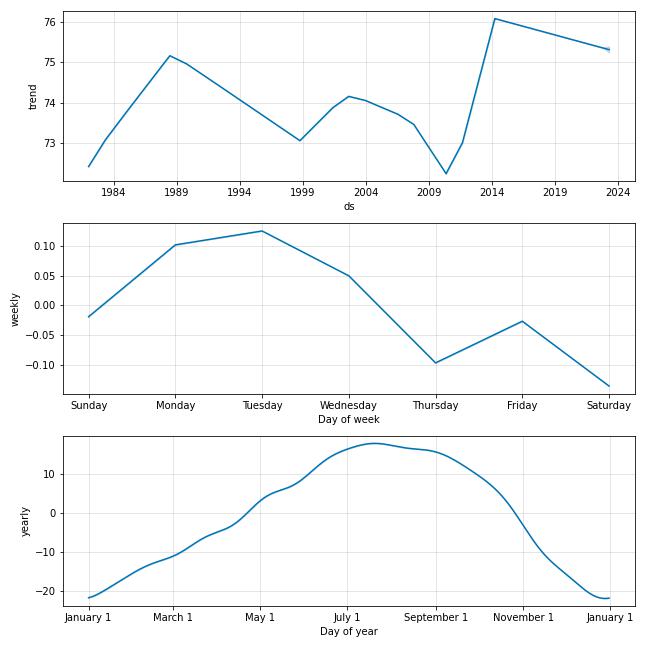 76
75
74
73
trend
1984 1989 1994 1999 2004 2009 2014 2019 2024
ds
0.10
0.05
0.00
−0.05
−0.10
weekly
Sunday Monday Tuesday Wednesday Thursday Friday Saturday
Day of week
10
0
−10
−20
yearly
January 1 March 1 May 1 July 1 September 1 November 1 January 1
Day of year